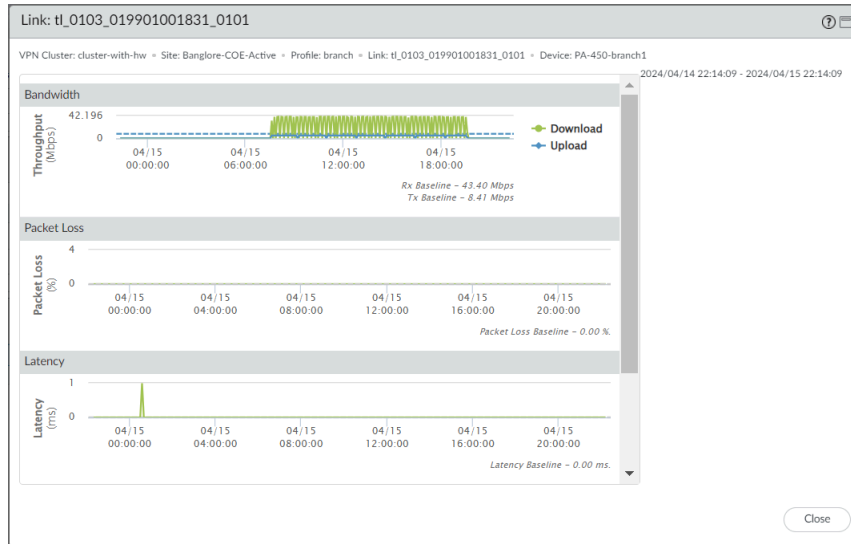 Link: tl_0103_019901001831_0101
VPN Cluster: cluster-with-hw • Site: Banglore-COE-Active • Profile: branch • Link: tl_0103_019901001831_0101 • Device: PA-450-branch1
2024/04/14 22:14:09 - 2024/04/15 22:14:09
Bandwidth
Throughput
(Mbps)
42.196
0
04/15 04/15 04/15 04/15
00:00:00 06:00:00 12:00:00 18:00:00
Download
Upload
Rx Baseline - 43.40 Mbps
Tx Baseline - 8.41 Mbps
Packet Loss
Packet Loss
(%)
4
0
04/15 04/15 04/15 04/15 04/15 04/15
00:00:00 04:00:00 08:00:00 12:00:00 16:00:00 20:00:00
Packet Loss Baseline - 0.00 %.
Latency
Latency
(ms)
1
0
04/15 04/15 04/15 04/15 04/15 04/15
00:00:00 04:00:00 08:00:00 12:00:00 16:00:00 20:00:00
Latency Baseline - 0.00 ms.
Close